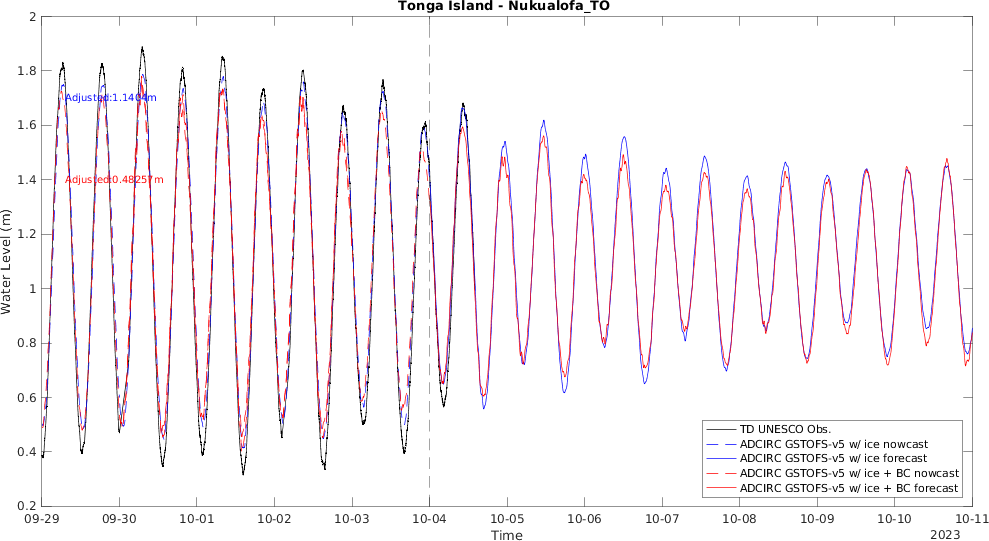 Tonga Island - Nukualofa_TO
2
1.8
1.6
1.4
1.2
1
0.8
0.6
0.4
0.2
Water Level (m)
Adjusted:1.1404m
Adjusted:0.48257m
TD UNESCO Obs.
ADCIRC GSTOFS-v5 w/ ice nowcast
ADCIRC GSTOFS-v5 w/ ice forecast
ADCIRC GSTOFS-v5 w/ ice + BC nowcast
ADCIRC GSTOFS-v5 w/ ice + BC forecast
09-29 09-30 10-01 10-02 10-03 10-04 10-05 10-06 10-07 10-08 10-09 10-10 10-11
Time
2023